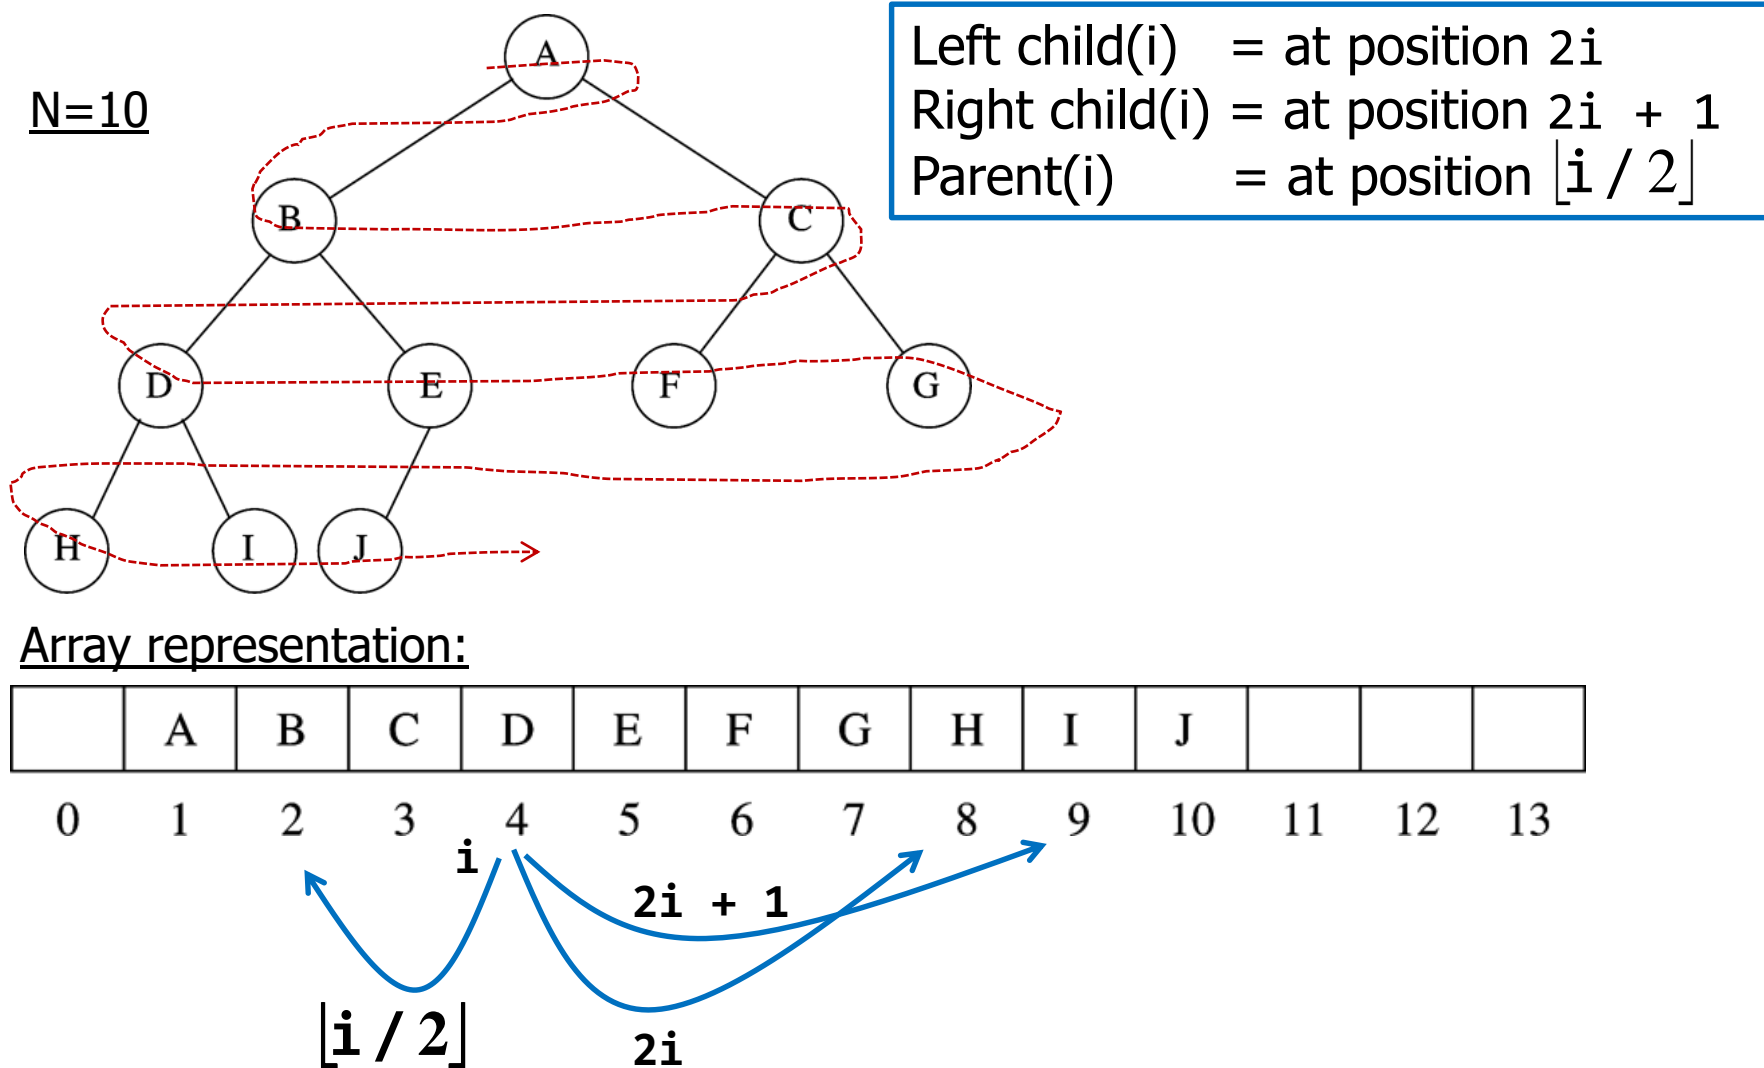 A
N=10
Left child(i) = at position 2i
Right child(i) = at position 2i + 1
Parent(i) = at position ⌊i / 2⌋
B C
D E F G
H I J
Array representation:
A B C D E F G H I J
0 1 2 3 4 5 6 7 8 9 10 11 12 13
i
2i + 1
⌊i / 2⌋
2i